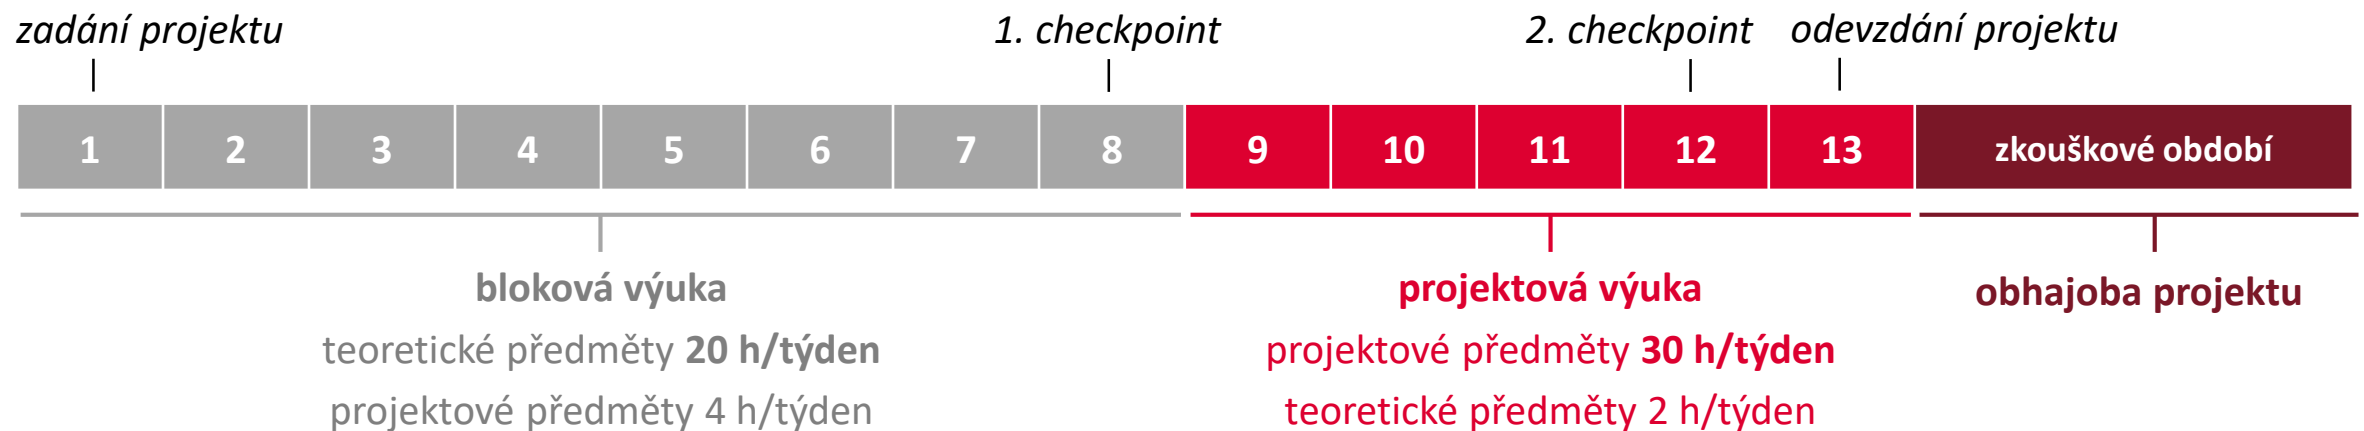 zadání projektu
1. checkpoint
2. checkpoint
odevzdání projektu
1 2 3 4 5 6 7 8 9 10 11 12 13 zkouškové období
bloková výuka
teoretické předměty 20 h/týden
projektové předměty 4 h/týden
projektová výuka
projektové předměty 30 h/týden
teoretické předměty 2 h/týden
obhajoba projektu